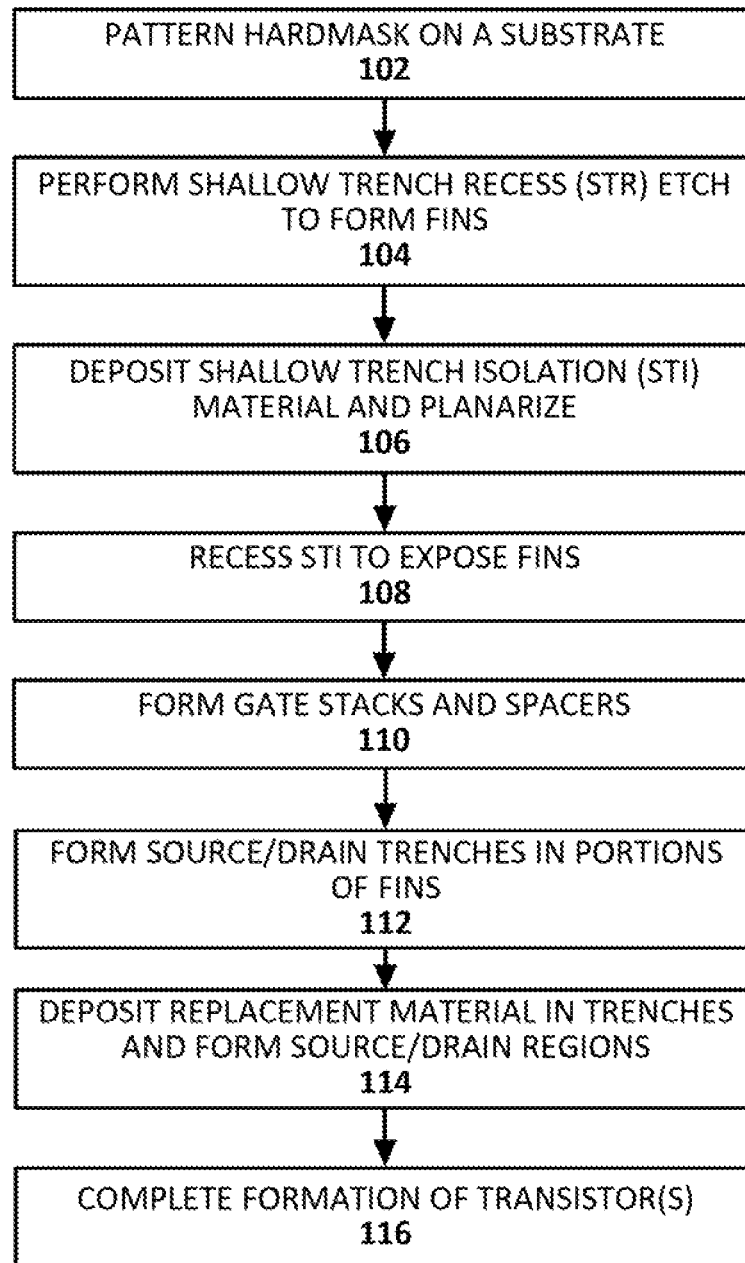 PATTERN HARDMASK ON A SUBSTRATE
102
PERFORM SHALLOW TRENCH RECESS (STR) ETCH
TO FORM FINS
104
DEPOSIT SHALLOW TRENCH ISOLATION (STI)
MATERIAL AND PLANARIZE
106
RECESS STI TO EXPOSE FINS
108
FORM GATE STACKS AND SPACERS
110
FORM SOURCE/DRAIN TRENCHES IN PORTIONS
OF FINS
112
DEPOSIT REPLACEMENT MATERIAL IN TRENCHES
AND FORM SOURCE/DRAIN REGIONS
114
COMPLETE FORMATION OF TRANSISTOR(S)
116